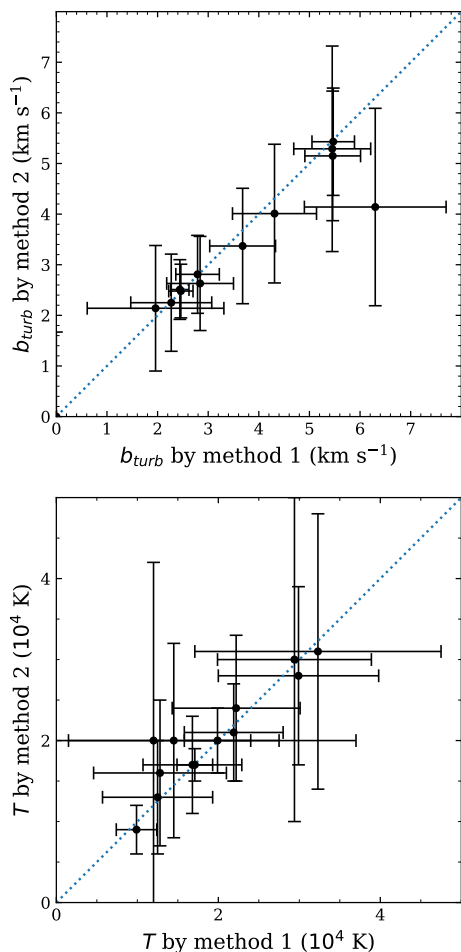 7
6
5
4
3
2
1
0
b_turb by method 2 (km s⁻¹)
0 1 2 3 4 5 6 7
b_turb by method 1 (km s⁻¹)
4
2
0
T by method 2 (10⁴ K)
0 2 4
T by method 1 (10⁴ K)